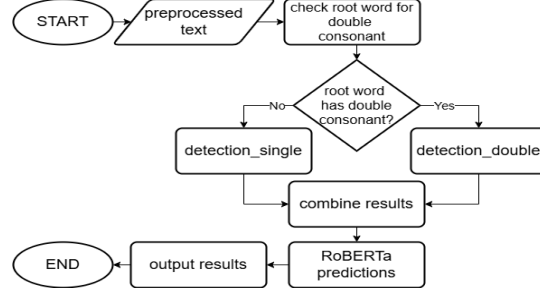 START
preprocessed
text
check root word for
double
consonant
root word
has double
consonant?
No
Yes
detection_single
detection_double
combine results
RoBERTa
predictions
output results
END